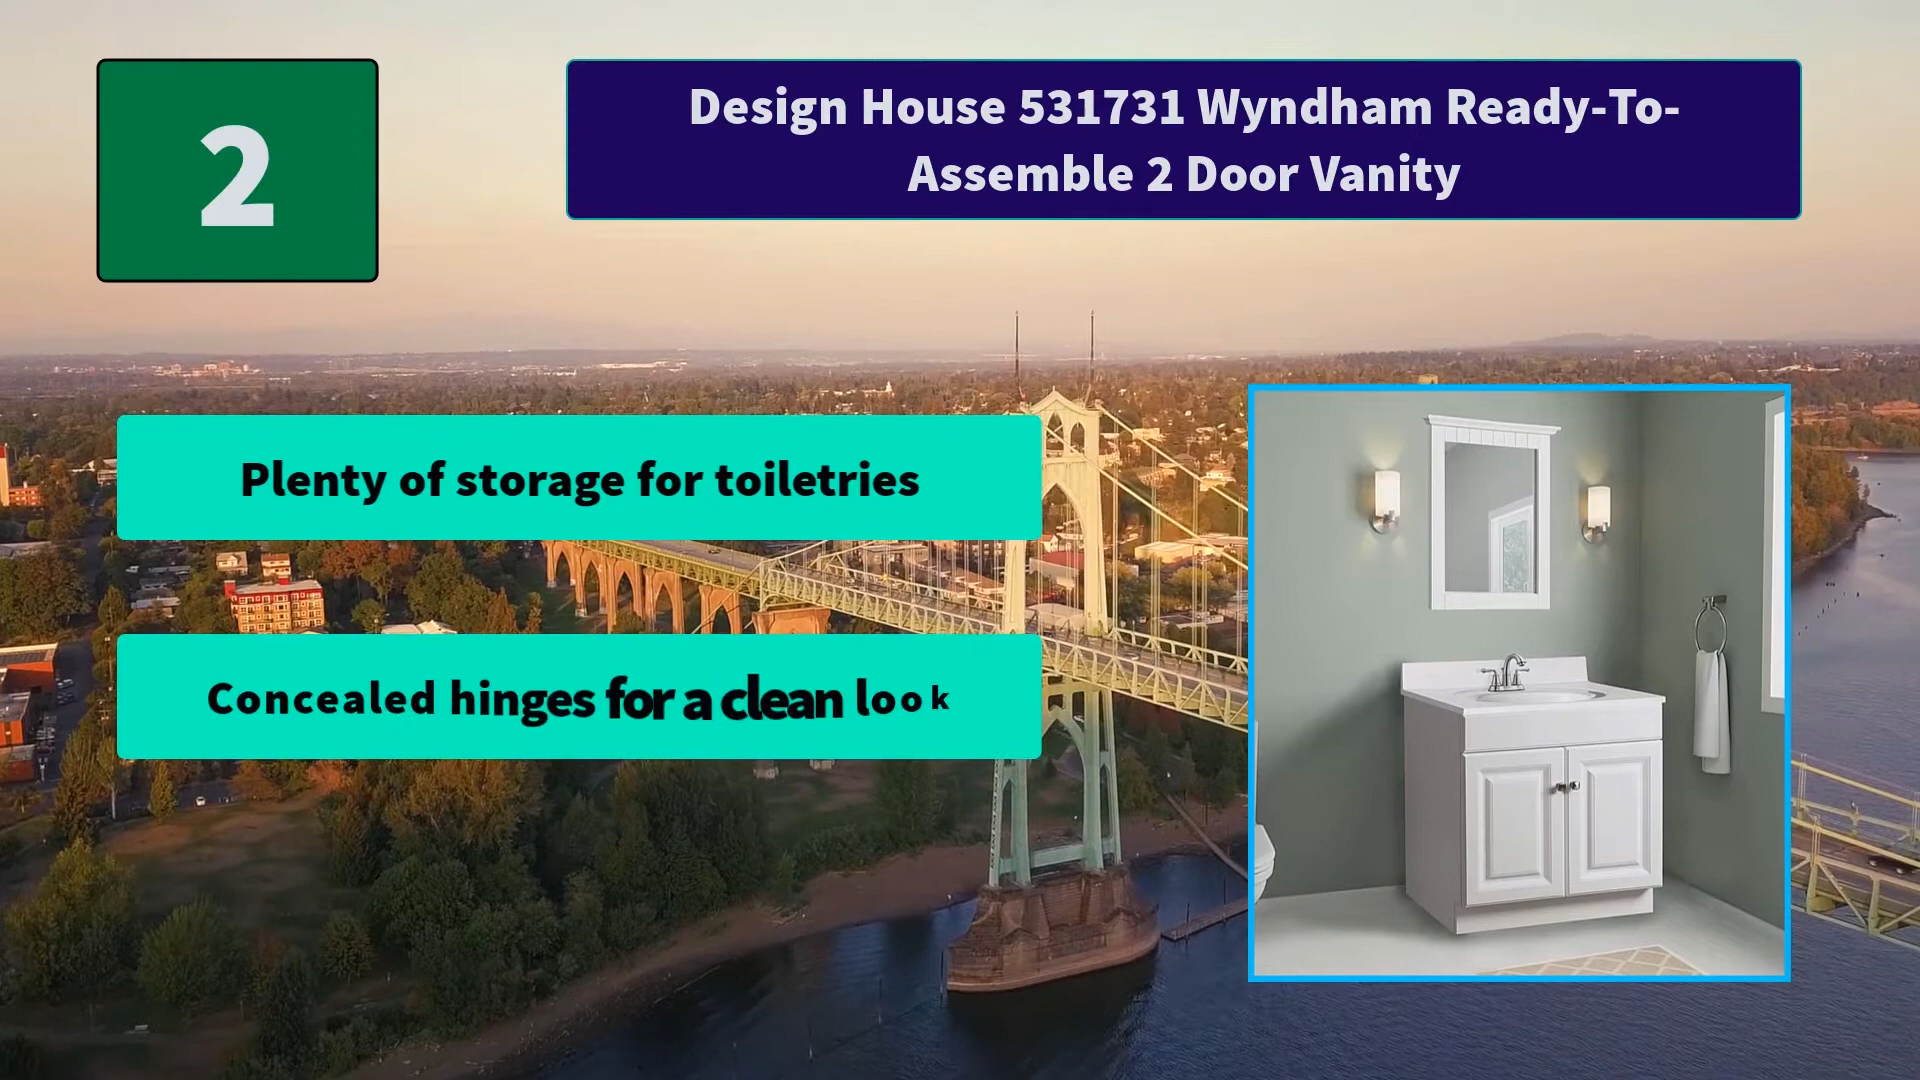 2
Design House 531731 Wyndham Ready-To-
Assemble 2 Door Vanity
Plenty of storage for toiletries
Concealed hinges for a clean look